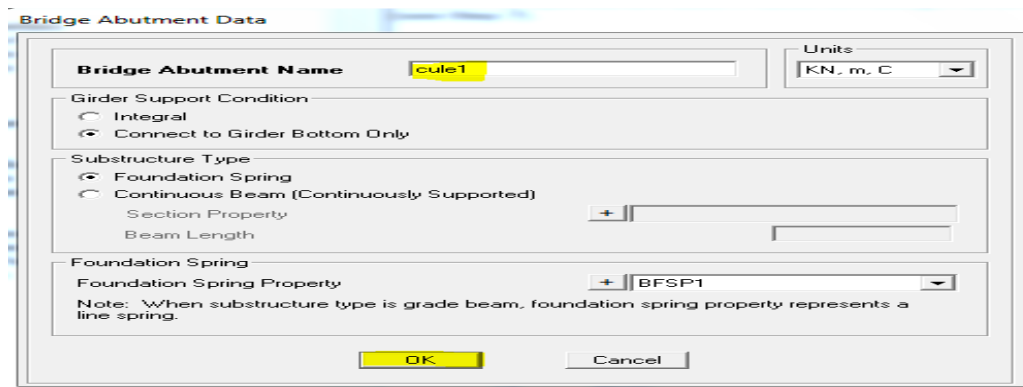 Bridge Abutment Data
Bridge Abutment Name cule1
Units
KN, m, C
Girder Support Condition
Integral
Connect to Girder Bottom Only
Substructure Type
Foundation Spring
Continuous Beam (Continuously Supported)
Section Property +
Beam Length
Foundation Spring
Foundation Spring Property + BFSP1
Note: When substructure type is grade beam, foundation spring property represents a
line spring.
OK Cancel